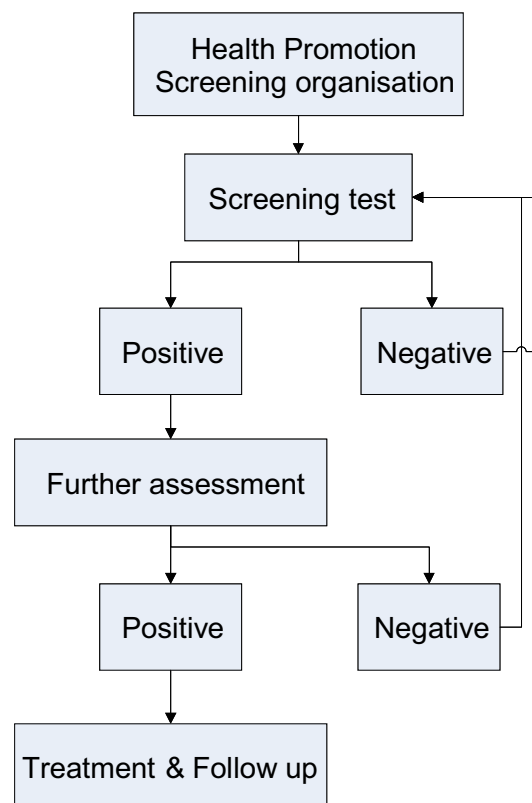 Health Promotion
Screening organisation
Screening test
Positive
Negative
Further assessment
Positive
Negative
Treatment & Follow up